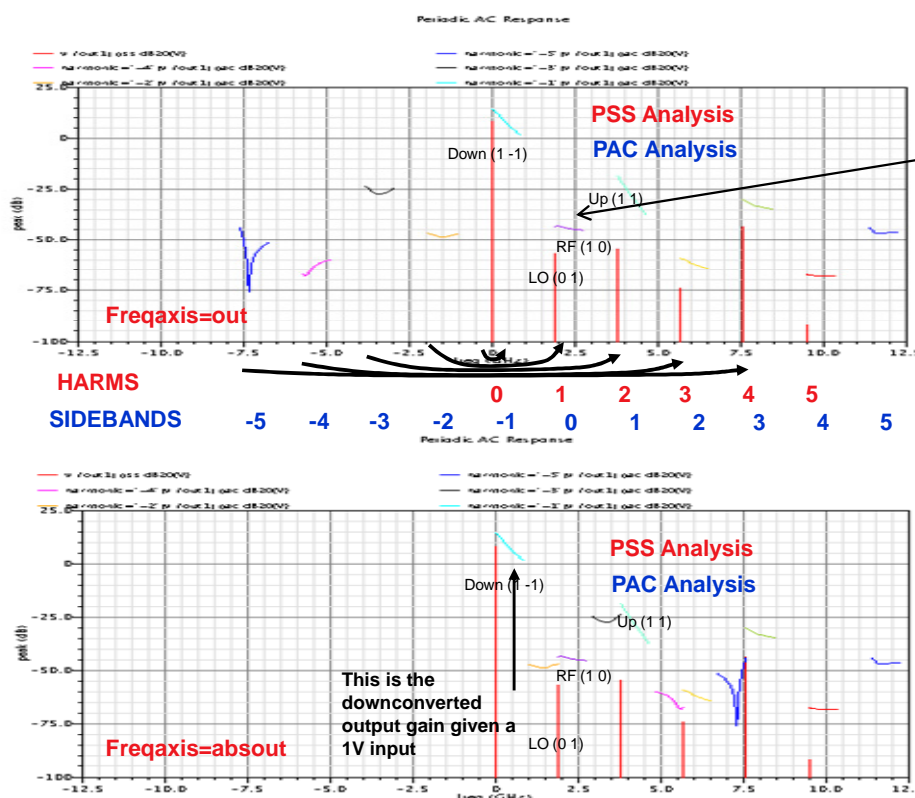 Periodic AC Response
25.0
0
-25.0
-50.0
-75.0
-100
peak (dB)
PSS Analysis
PAC Analysis
Down (1 -1)
Up (1 1)
RF (1 0)
LO (0 1)
Freqaxis=out
-12.5 -7.5 -2.5 0 2.5 5.0 7.5 10.0 12.5
HARMS 0 1 2 3 4 5
SIDEBANDS -5 -4 -3 -2 -1 0 1 2 3 4 5
Periodic AC Response
25.0
0
-25.0
-50.0
-75.0
-100
peak (dB)
PSS Analysis
PAC Analysis
Down (1 -1)
Up (1 1)
RF (1 0)
LO (0 1)
This is the
downconverted
output gain given a
1V input
Freqaxis=absout
-12.5 -7.5 -2.5 0 2.5 5.0 7.5 10.0 12.5